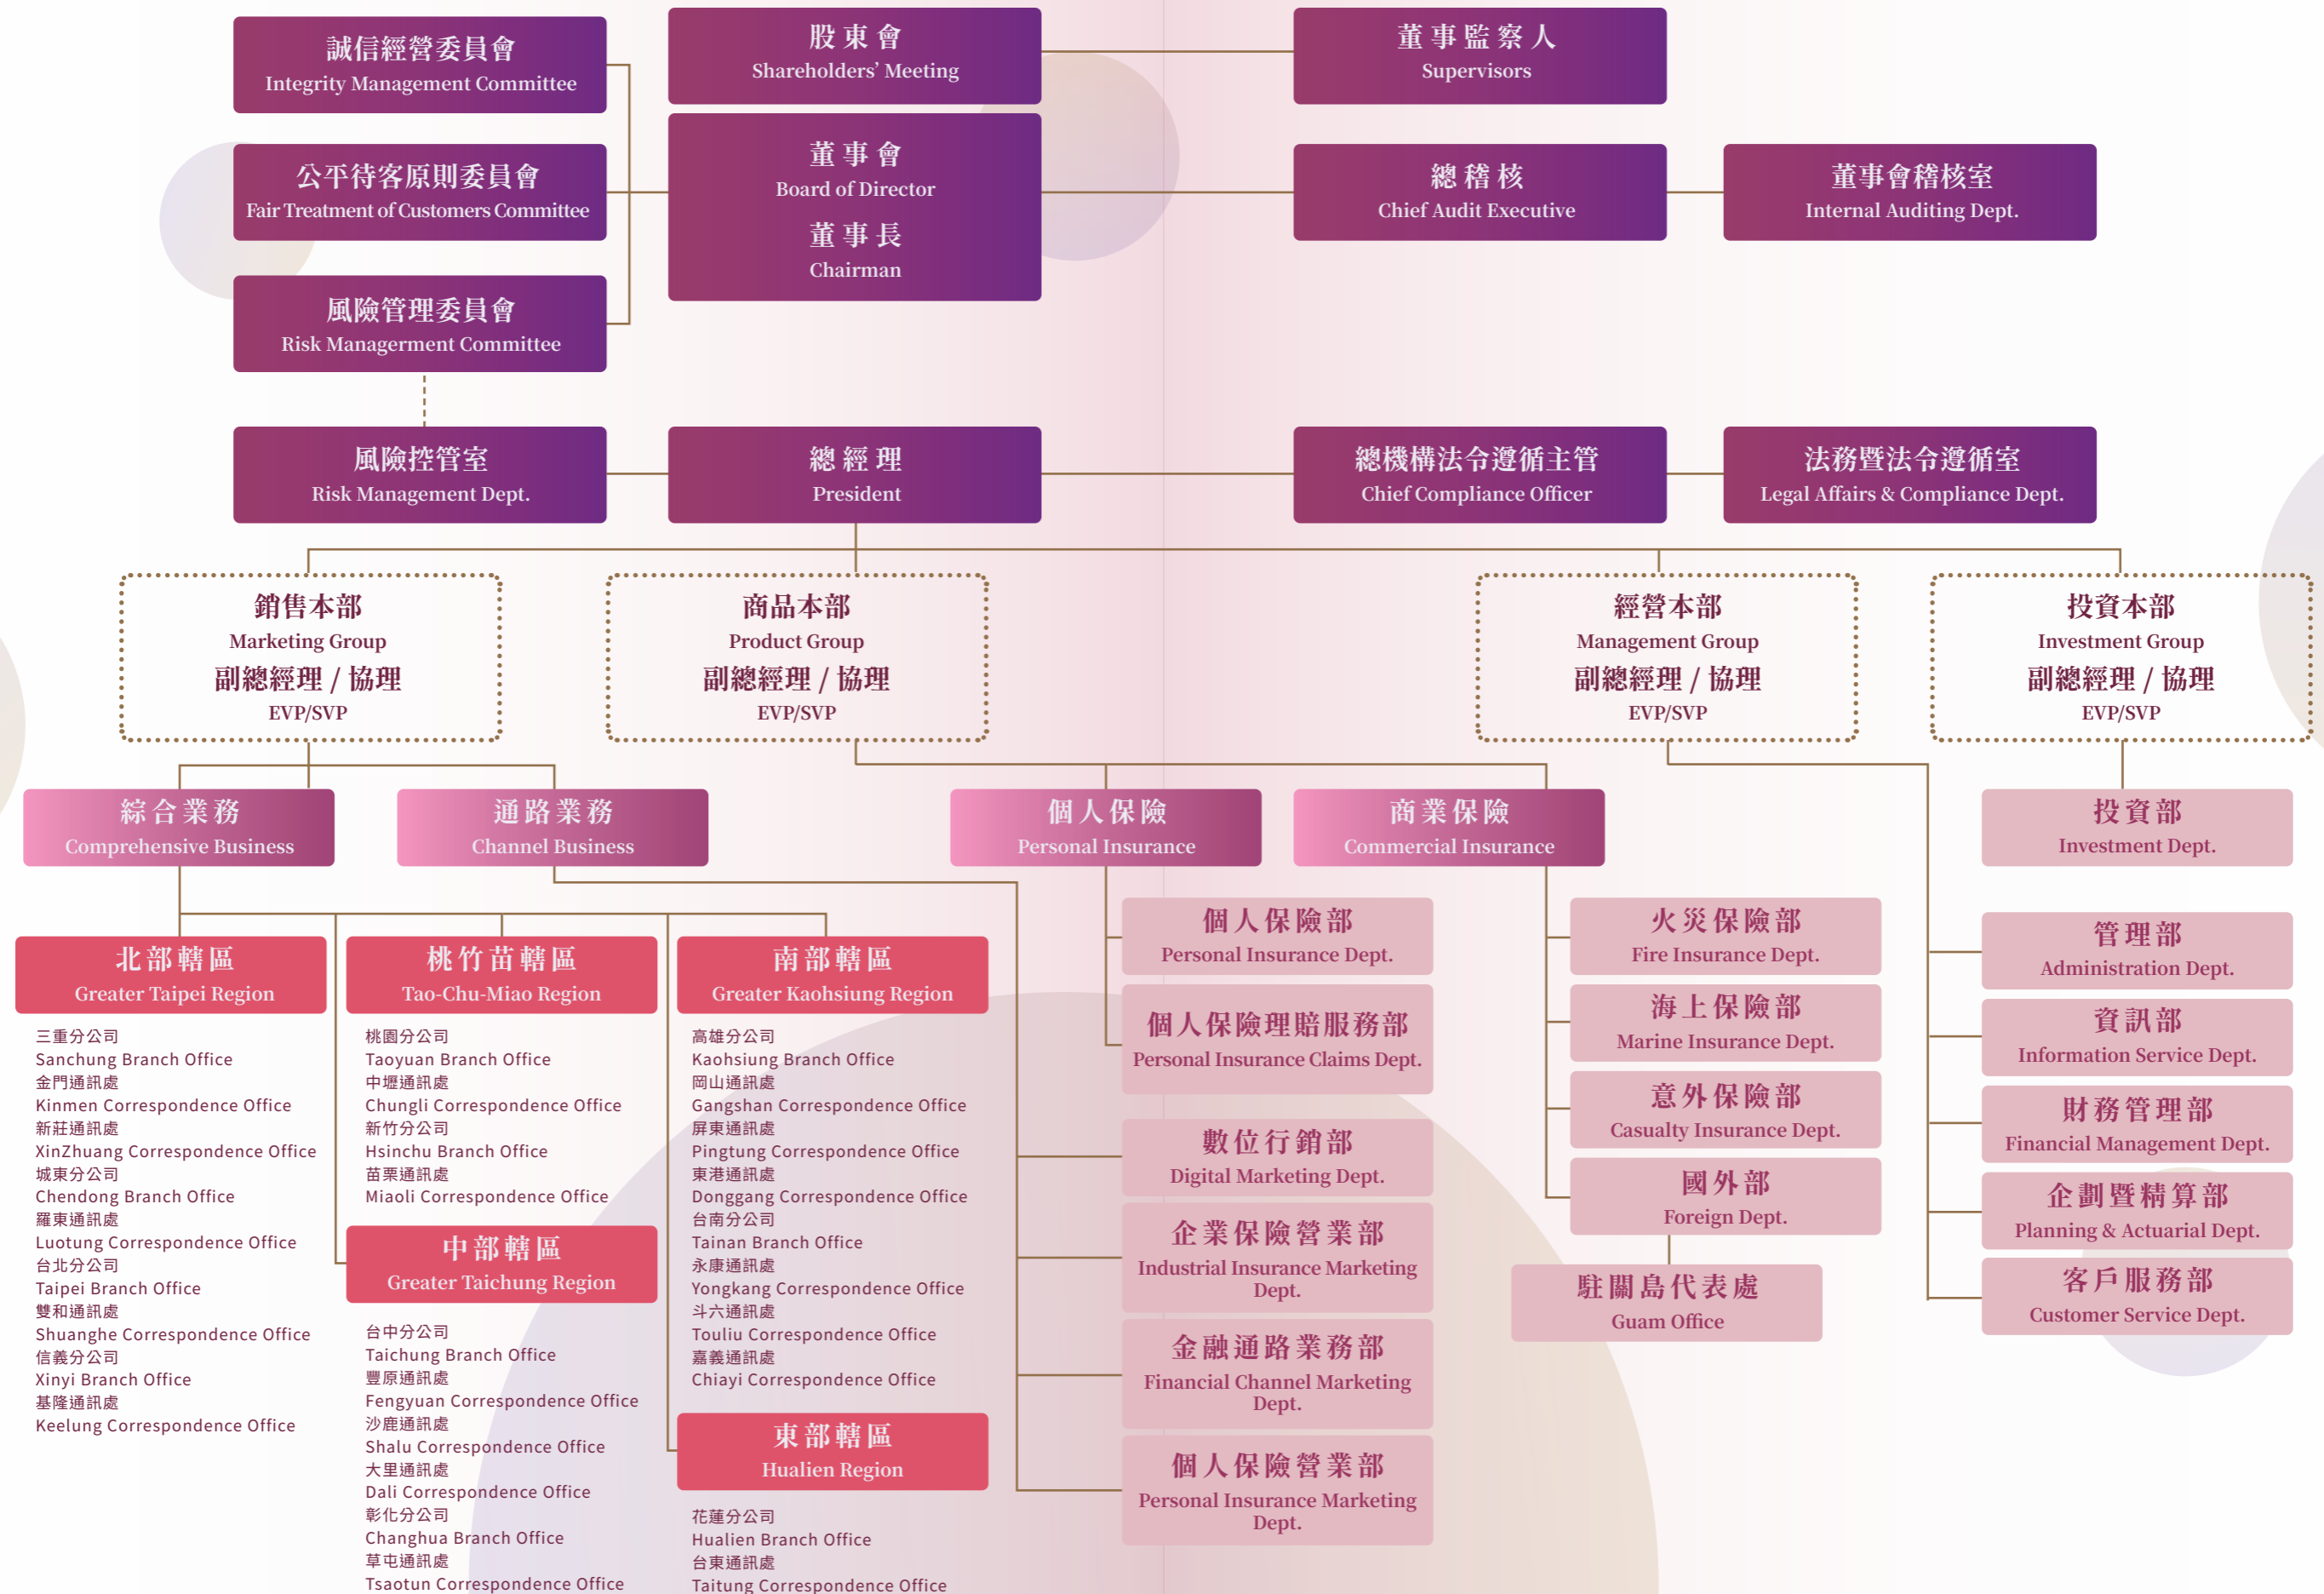 誠信經營委員會
Integrity Management Committee
股東會
Shareholders’ Meeting
董事監察人
Supervisors
公平待客原則委員會
Fair Treatment of Customers Committee
董事會
Board of Director
董事長
Chairman
總稽核
Chief Audit Executive
董事會稽核室
Internal Auditing Dept.
風險管理委員會
Risk Managerment Committee
風險控管室
Risk Management Dept.
總經理
President
總機構法令遵循主管
Chief Compliance Officer
法務暨法令遵循室
Legal Affairs & Compliance Dept.
銷售本部
Marketing Group
副總經理 / 協理
EVP/SVP
商品本部
Product Group
副總經理 / 協理
EVP/SVP
經營本部
Management Group
副總經理 / 協理
EVP/SVP
投資本部
Investment Group
副總經理 / 協理
EVP/SVP
綜合業務
Comprehensive Business
通路業務
Channel Business
個人保險
Personal Insurance
商業保險
Commercial Insurance
投資部
Investment Dept.
北部轄區
Greater Taipei Region
三重分公司
Sanchung Branch Office
金門通訊處
Kinmen Correspondence Office
新莊通訊處
XinZhuang Correspondence Office
城東分公司
Chendong Branch Office
羅東通訊處
Luotung Correspondence Office
台北分公司
Taipei Branch Office
雙和通訊處
Shuanghe Correspondence Office
信義分公司
Xinyi Branch Office
基隆通訊處
Keelung Correspondence Office
桃竹苗轄區
Tao-Chu-Miao Region
桃園分公司
Taoyuan Branch Office
中壢通訊處
Chungli Correspondence Office
新竹分公司
Hsinchu Branch Office
苗栗通訊處
Miaoli Correspondence Office
中部轄區
Greater Taichung Region
台中分公司
Taichung Branch Office
豐原通訊處
Fengyuan Correspondence Office
沙鹿通訊處
Shalu Correspondence Office
大里通訊處
Dali Correspondence Office
彰化分公司
Changhua Branch Office
草屯通訊處
Tsaotun Correspondence Office
南部轄區
Greater Kaohsiung Region
高雄分公司
Kaohsiung Branch Office
岡山通訊處
Gangshan Correspondence Office
屏東通訊處
Pingtung Correspondence Office
東港通訊處
Donggang Correspondence Office
台南分公司
Tainan Branch Office
永康通訊處
Yongkang Correspondence Office
斗六通訊處
Touliu Correspondence Office
嘉義通訊處
Chiayi Correspondence Office
東部轄區
Hualien Region
花蓮分公司
Hualien Branch Office
台東通訊處
Taitung Correspondence Office
個人保險部
Personal Insurance Dept.
個人保險理賠服務部
Personal Insurance Claims Dept.
數位行銷部
Digital Marketing Dept.
企業保險營業部
Industrial Insurance Marketing
Dept.
金融通路業務部
Financial Channel Marketing
Dept.
個人保險營業部
Personal Insurance Marketing
Dept.
火災保險部
Fire Insurance Dept.
海上保險部
Marine Insurance Dept.
意外保險部
Casualty Insurance Dept.
國外部
Foreign Dept.
駐關島代表處
Guam Office
管理部
Administration Dept.
資訊部
Information Service Dept.
財務管理部
Financial Management Dept.
企劃暨精算部
Planning & Actuarial Dept.
客戶服務部
Customer Service Dept.